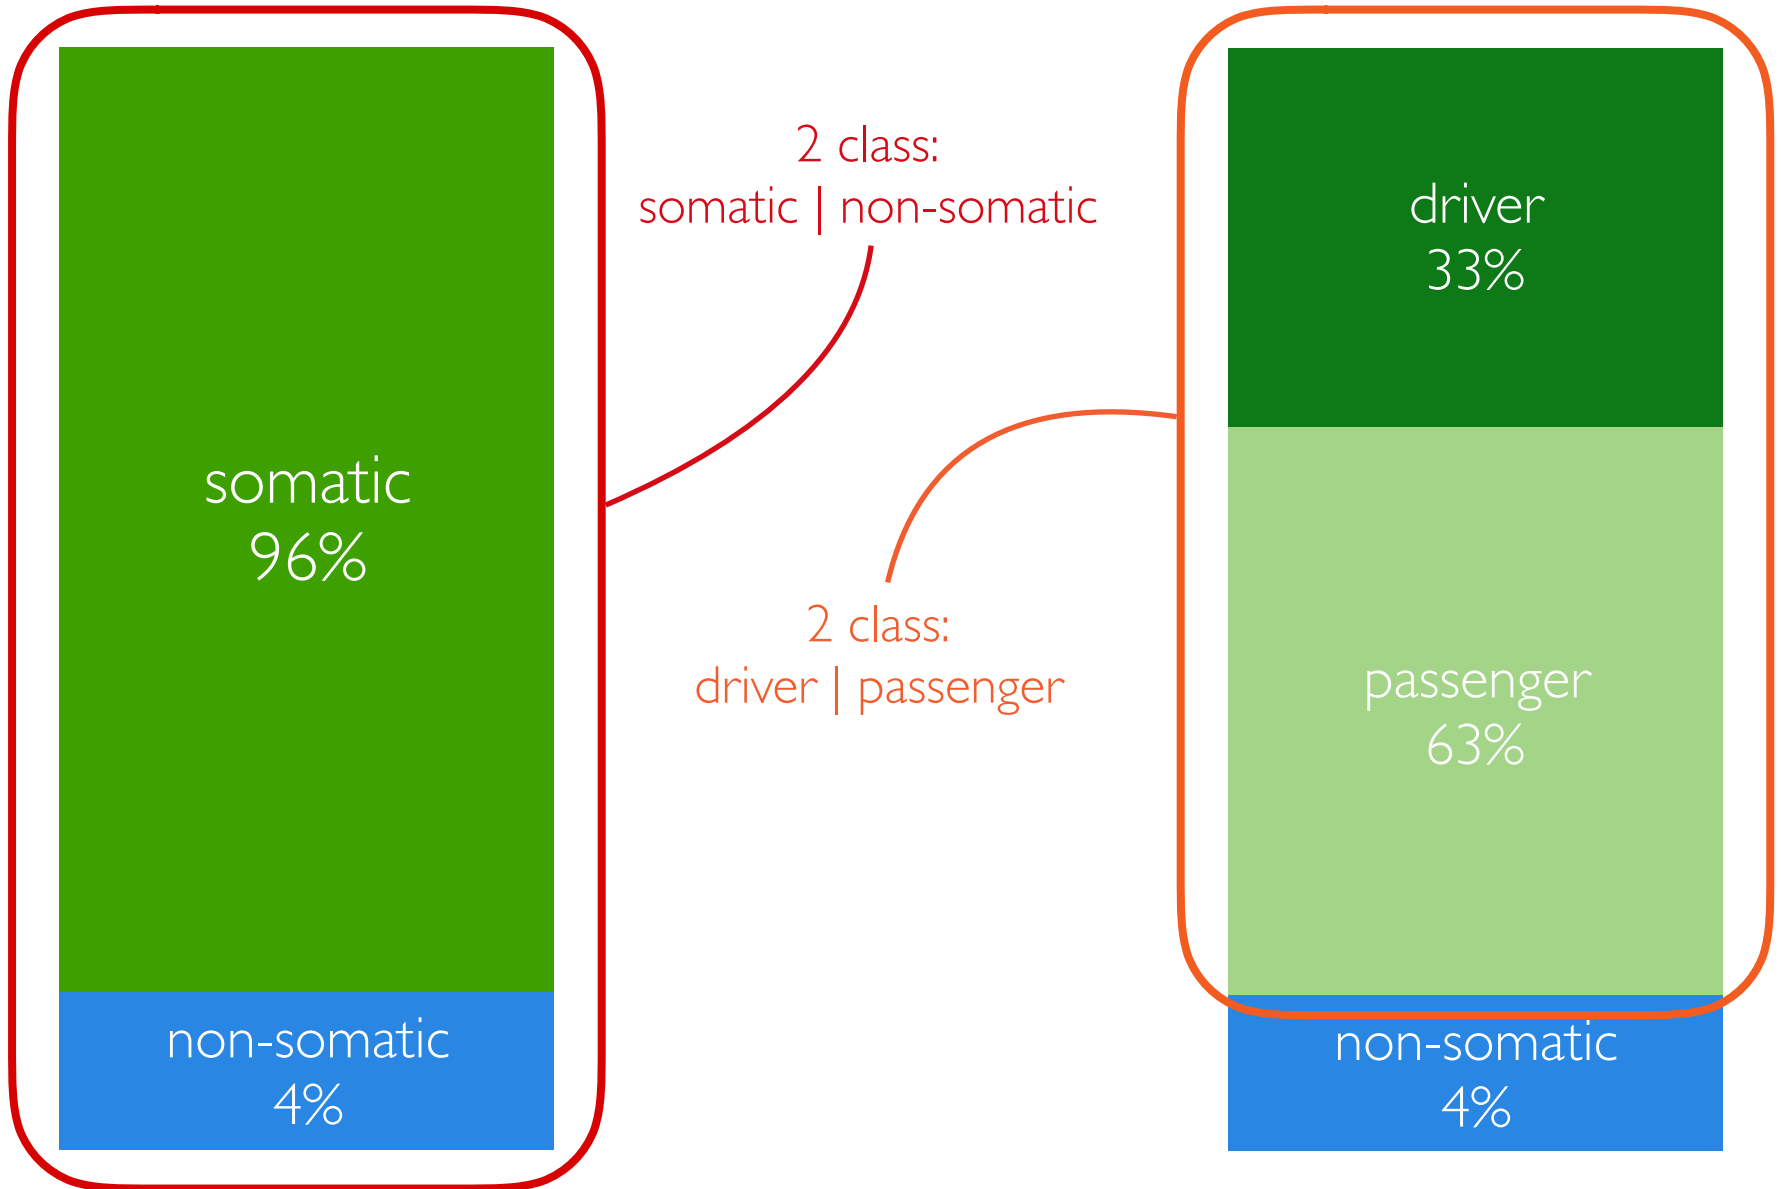 somatic
96%
non-somatic
4%
2 class:
somatic | non-somatic
2 class:
driver | passenger
driver
33%
passenger
63%
non-somatic
4%